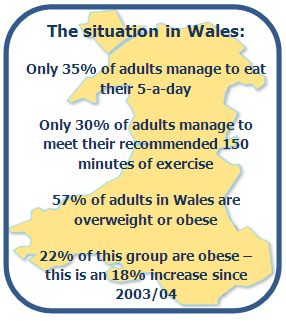 The situation in Wales:
Only 35% of adults manage to eat
their 5-a-day
Only 30% of adults manage to
meet their recommended 150
minutes of exercise
57% of adults in Wales are
overweight or obese
22% of this group are obese –
this is an 18% increase since
2003/04